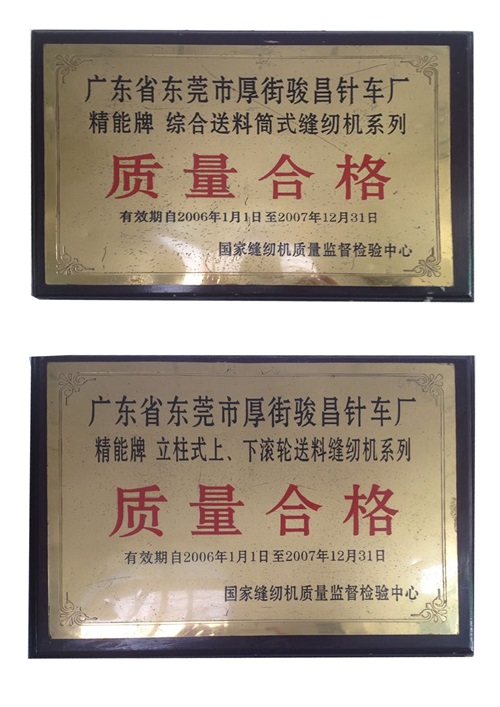 广东省东莞市厚街骏昌针车厂
精能牌 综合送料筒式缝纫机系列
质量合格
有效期自2006年1月1日至2007年12月31日
国家缝纫机质量监督检验中心
广东省东莞市厚街骏昌针车厂
精能牌 立柱式上、下滚轮送料缝纫机系列
质量合格
有效期自2006年1月1日至2007年12月31日
国家缝纫机质量监督检验中心